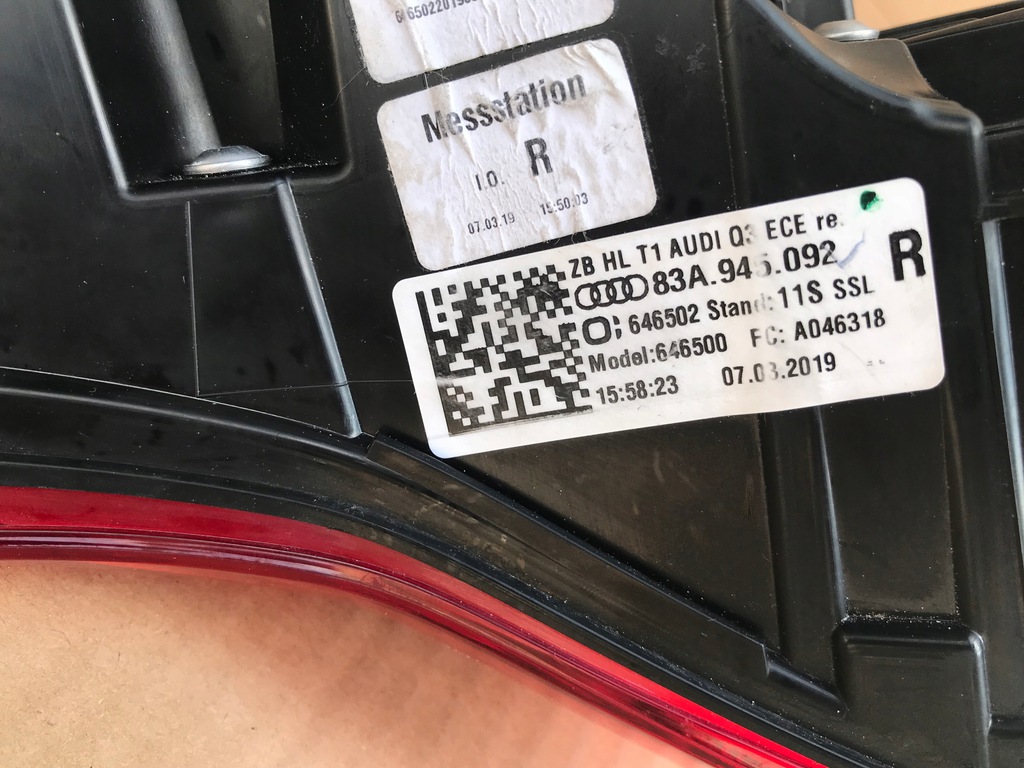 Messstation
I.O. R
07.03.19 15:50:03
ZB HL T1 AUDI Q3 ECE re.
83A.945.092 R
646502 Stand: 11S SSL
Model:646500 FC: A046318
15:58:23 07.03.2019